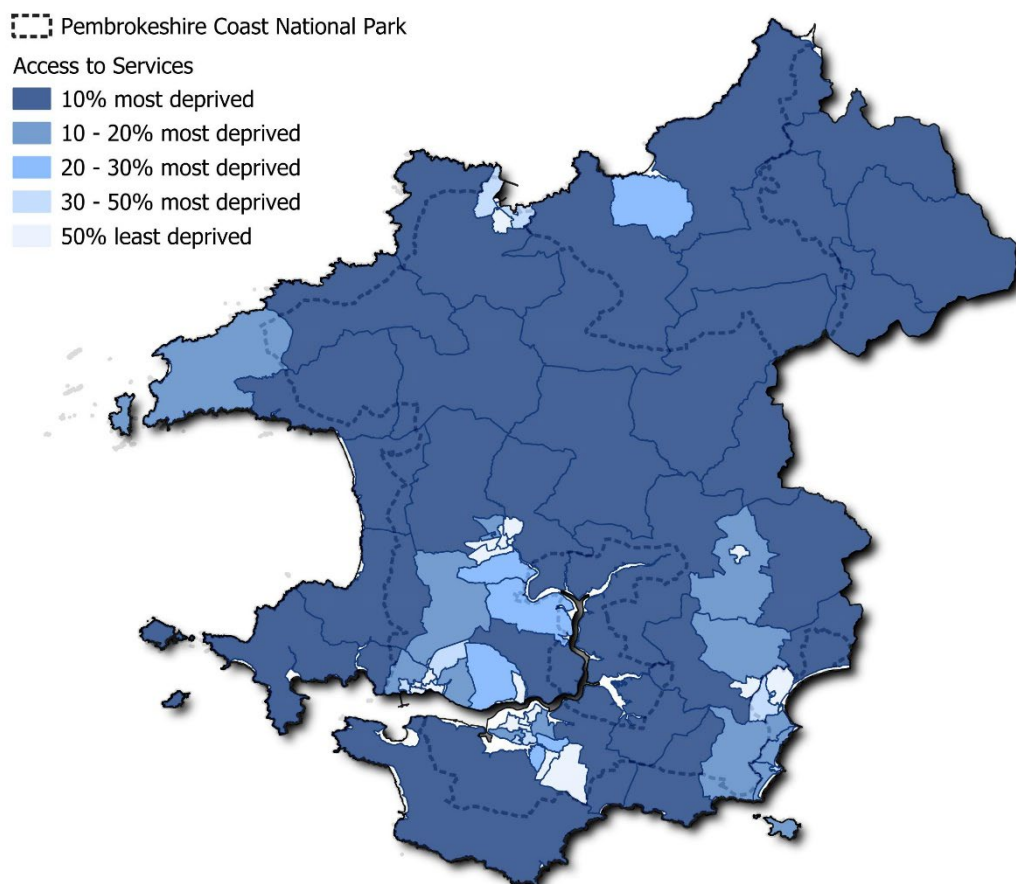 Pembrokeshire Coast National Park
Access to Services
10% most deprived
10 - 20% most deprived
20 - 30% most deprived
30 - 50% most deprived
50% least deprived